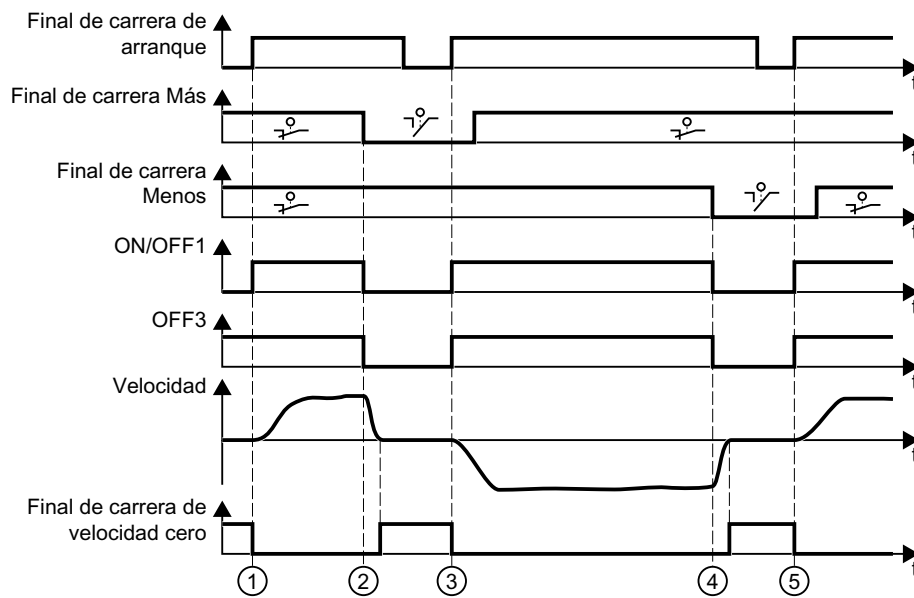 Final de carrera de
arranque
t
Final de carrera Más
t
Final de carrera
Menos
t
ON/OFF1
t
OFF3
t
Velocidad
t
Final de carrera de
velocidad cero
t
1 2 3 4 5